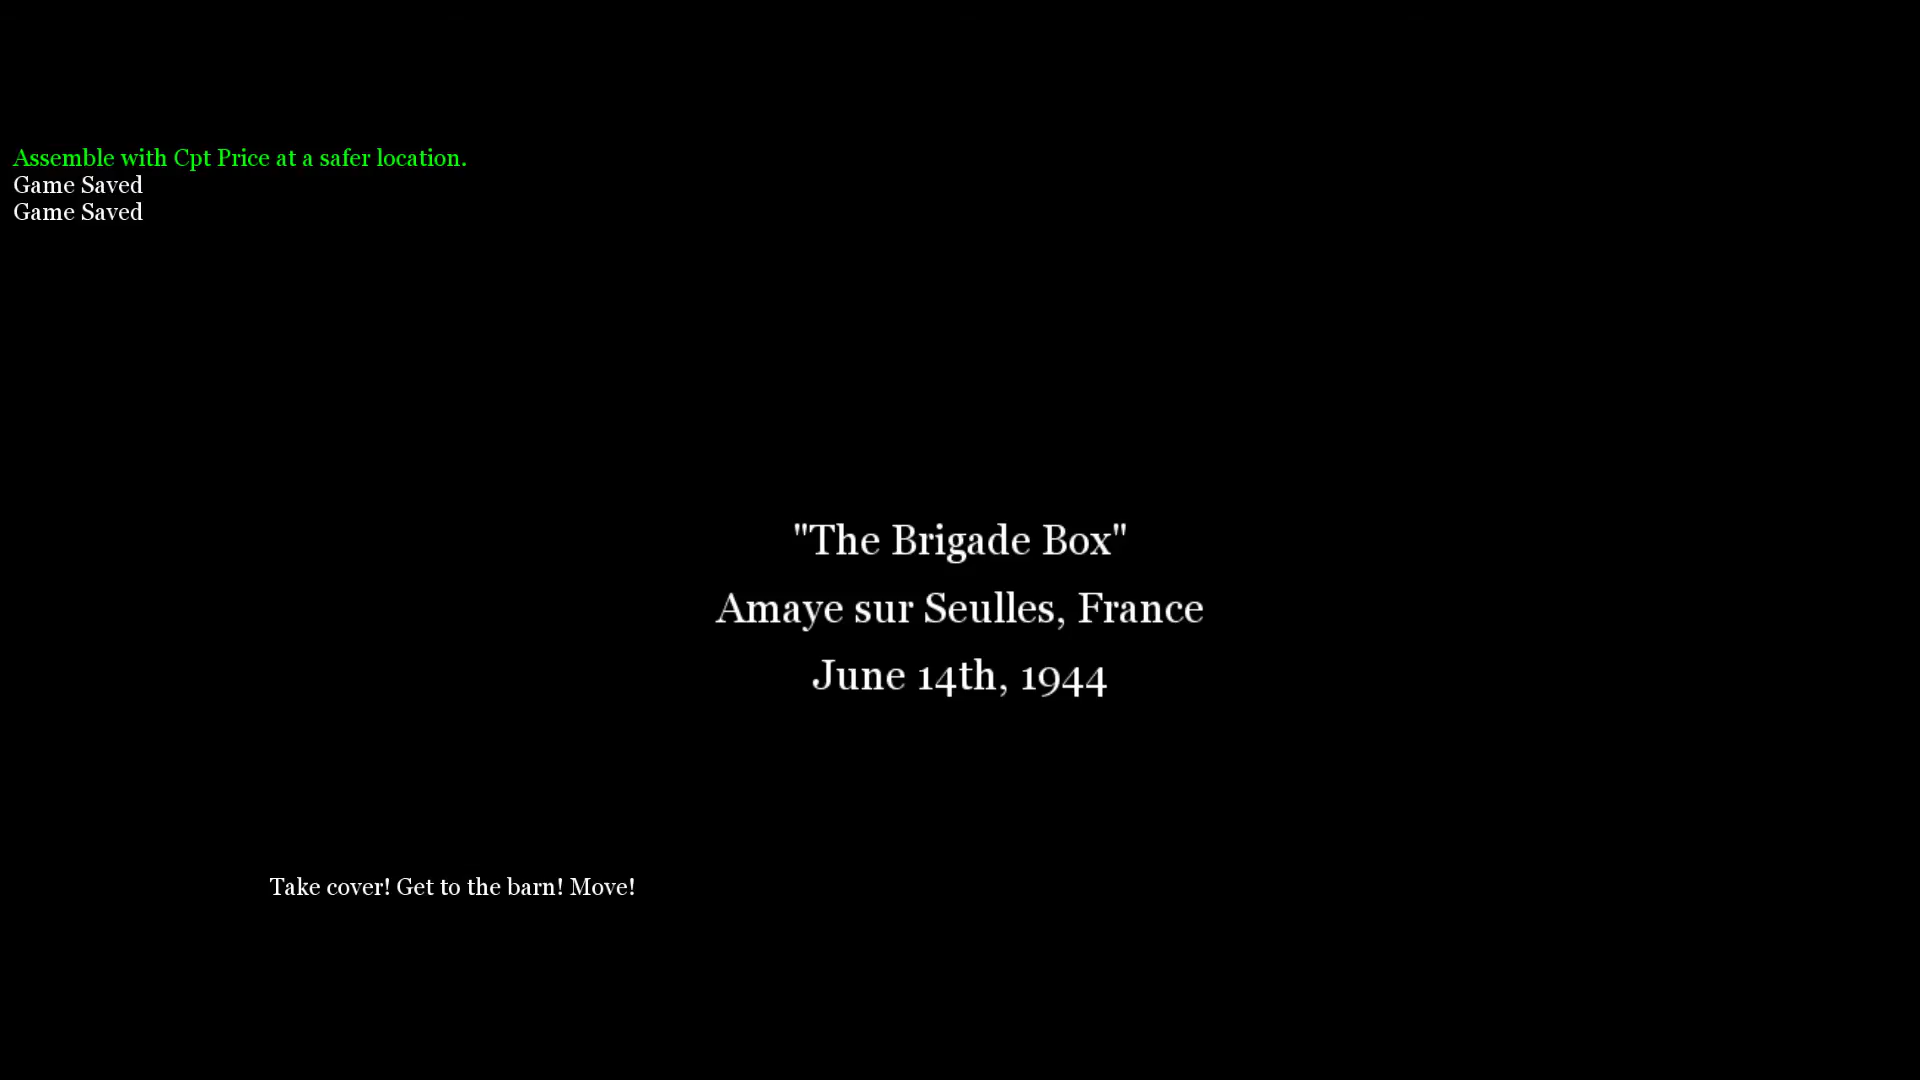 Assemble with Cpt Price at a safer location.
Game Saved
Game Saved
"The Brigade Box"
Amaye sur Seulles, France
June 14th, 1944
Take cover! Get to the barn! Move!